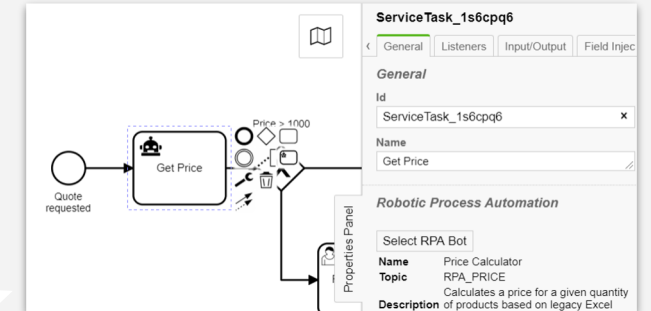 ServiceTask_1s6cpq6
General
Listeners
Input/Output
Field Injec
General
Id
ServiceTask_1s6cpq6
Name
Get Price
Robotic Process Automation
Select RPA Bot
Name Price Calculator
Topic RPA_PRICE
Calculates a price for a given quantity
Description of products based on legacy Excel
Properties Panel
Price > 1000
Get Price
Quote
requested